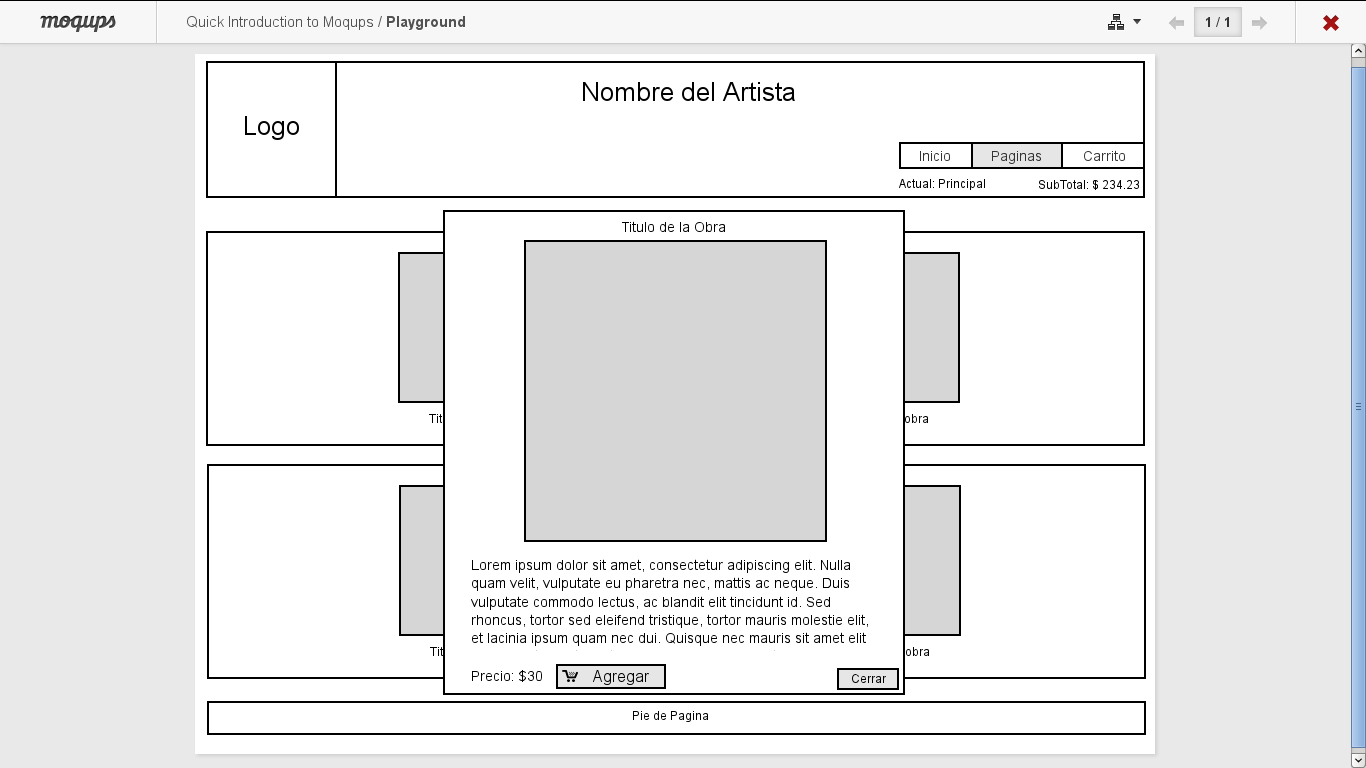 moqups
Quick Introduction to Moqups / Playground
1 / 1
Nombre del Artista
Logo
Inicio
Paginas
Carrito
Actual: Principal
SubTotal: $ 234.23
Titulo de la Obra
Tit
obra
Lorem ipsum dolor sit amet, consectetur adipiscing elit. Nulla
quam velit, vulputate eu pharetra nec, mattis ac neque. Duis
vulputate commodo lectus, ac blandit elit tincidunt id. Sed
rhoncus, tortor sed eleifend tristique, tortor mauris molestie elit,
et lacinia ipsum quam nec dui. Quisque nec mauris sit amet elit
Tit
obra
Precio: $30
Agregar
Cerrar
Pie de Pagina